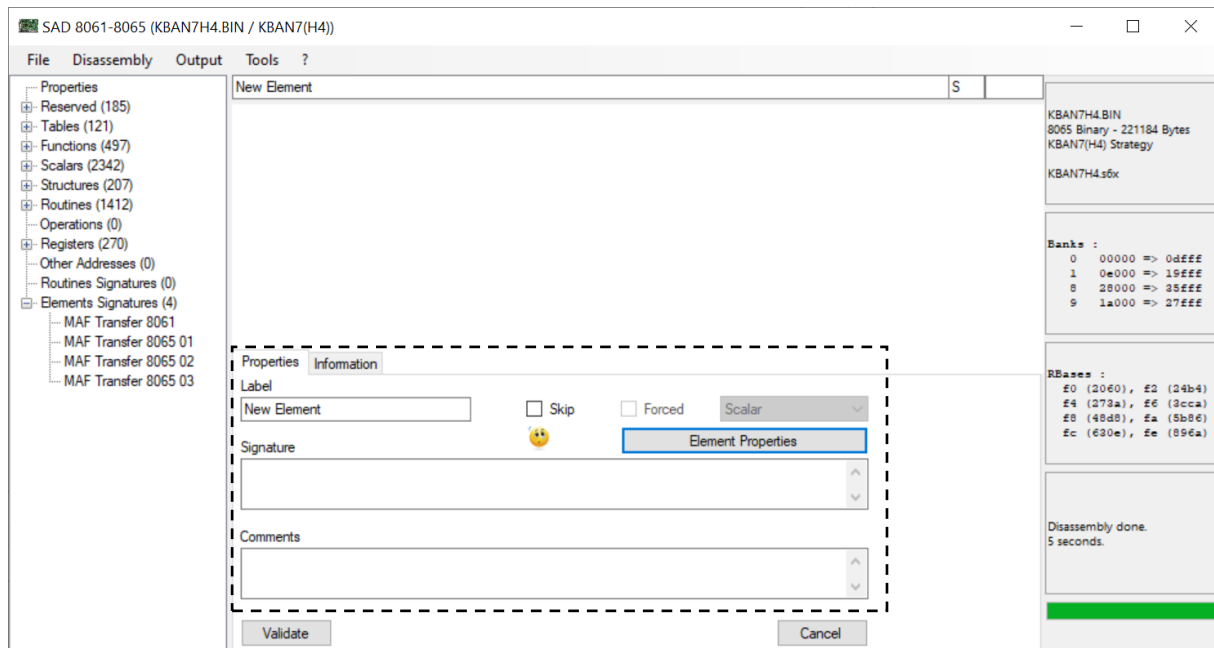 SAD 8061-8065 (KBAN7H4.BIN / KBAN7(H4))
File Disassembly Output Tools ?
Properties
Reserved (185)
Tables (121)
Functions (497)
Scalars (2342)
Structures (207)
Routines (1412)
Operations (0)
Registers (270)
Other Addresses (0)
Routines Signatures (0)
Elements Signatures (4)
MAF Transfer 8061
MAF Transfer 8065 01
MAF Transfer 8065 02
MAF Transfer 8065 03
New Element S
Properties Information
Label
New Element Skip Forced Scalar
Element Properties
Signature
Comments
Validate Cancel
KBAN7H4.BIN
8065 Binary - 221184 Bytes
KBAN7(H4) Strategy
KBAN7H4.s6x
Banks :
0 00000 => 0dfff
1 0e000 => 19fff
8 28000 => 35fff
9 1a000 => 27fff
RBases :
f0 (2060), f2 (24b4)
f4 (273a), f6 (3cca)
f8 (48d8), fa (5b86)
fc (630e), fe (896a)
Disassembly done.
5 seconds.